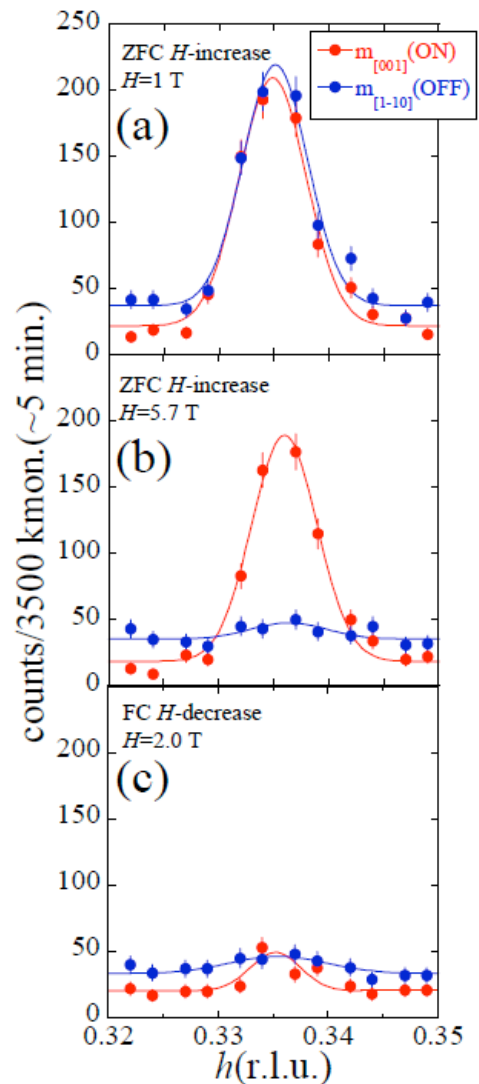 250
200
150
100
50
0
ZFC H-increase
H=1 T
(a)
m[001](ON)
m[1-10](OFF)
200
150
100
50
0
ZFC H-increase
H=5.7 T
(b)
200
150
100
50
0
FC H-decrease
H=2.0 T
(c)
counts/3500 kmon.(~5 min.)
0.32
0.33
0.34
0.35
h(r.l.u.)